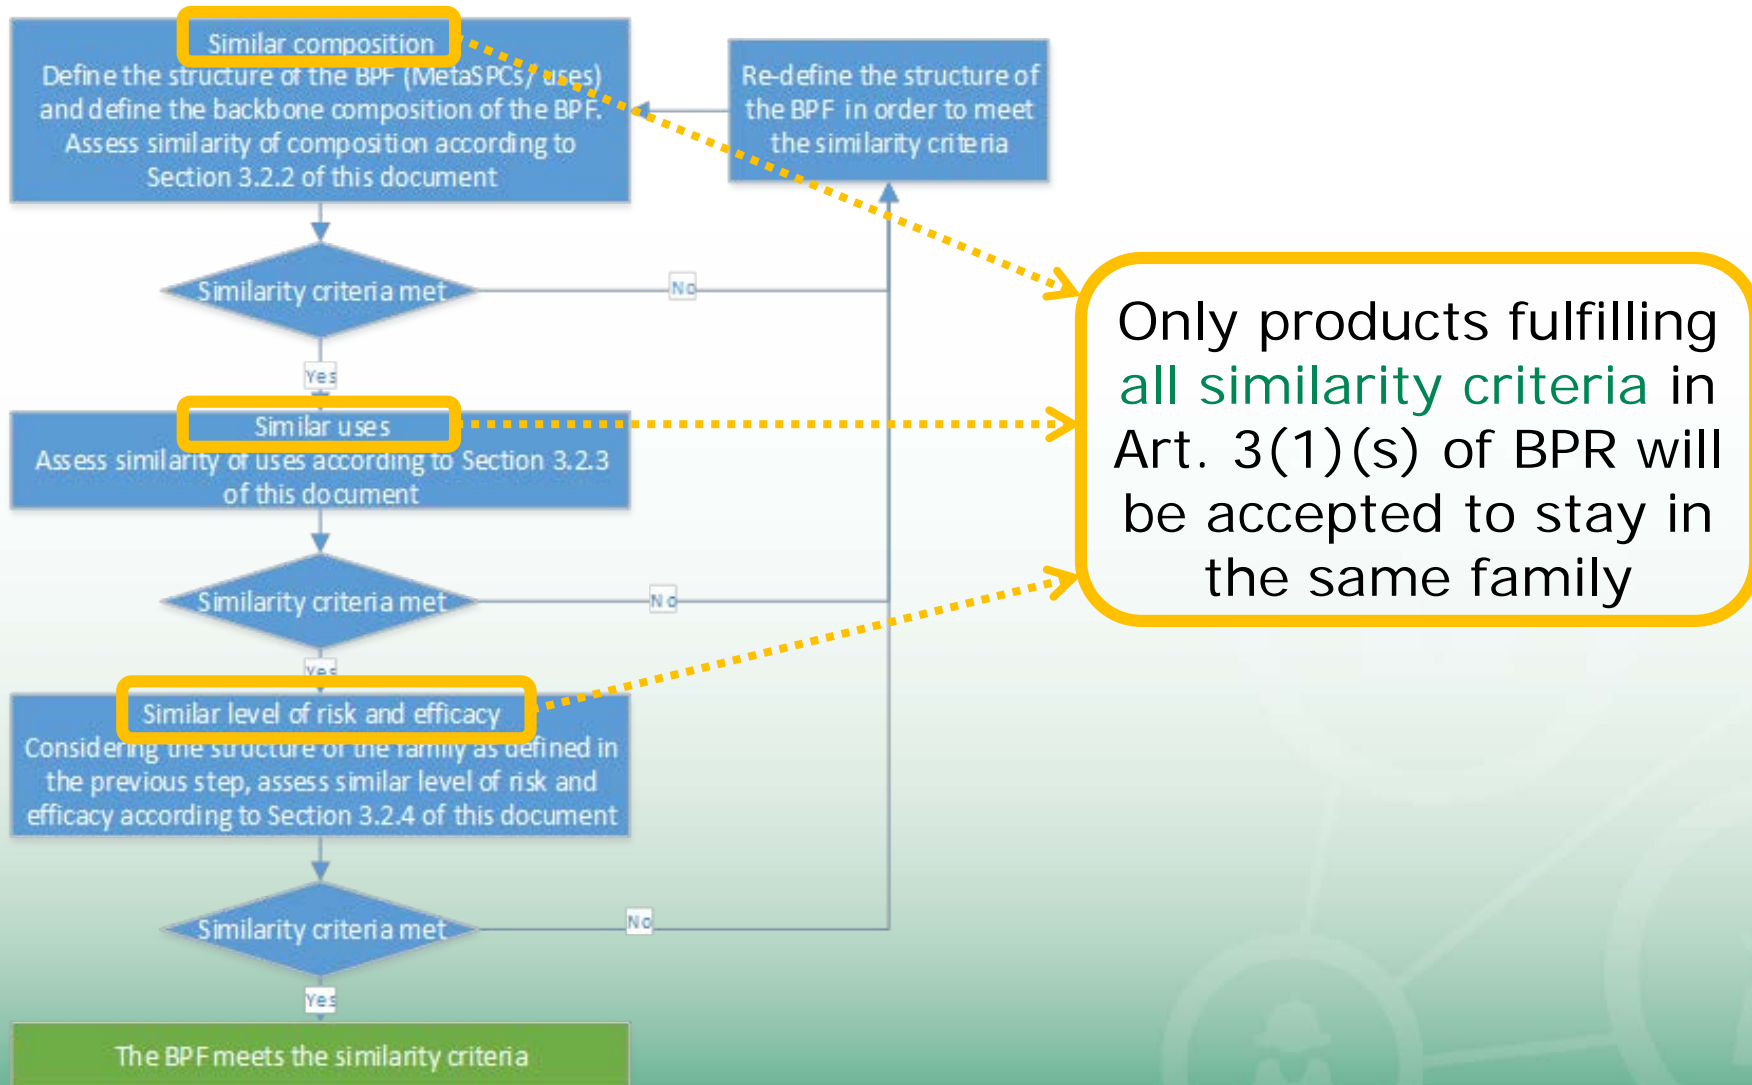 Similar composition
Define the structure of the BPF (MetaSPCs/ uses)
and define the backbone composition of the BPF.
Assess similarity of composition according to
Section 3.2.2 of this document
Re-define the structure of
the BPF in order to meet
the similarity criteria
Similarity criteria met
No
Yes
Similar uses
Assess similarity of uses according to Section 3.2.3
of this document
Similarity criteria met
No
Yes
Similar level of risk and efficacy
Considering the structure of the family as defined in
the previous step, assess similar level of risk and
efficacy according to Section 3.2.4 of this document
Similarity criteria met
No
Yes
The BPF meets the similarity criteria
Only products fulfilling
all similarity criteria in
Art. 3(1)(s) of BPR will
be accepted to stay in
the same family